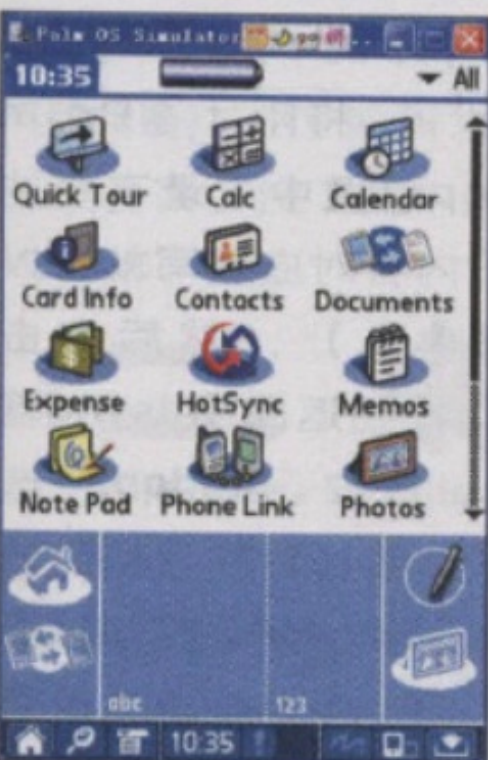 Palm OS Simulator
10:35 All
Quick Tour Calc Calendar
Card Info Contacts Documents
Expense HotSync Memos
Note Pad Phone Link Photos
abc 123
10:35